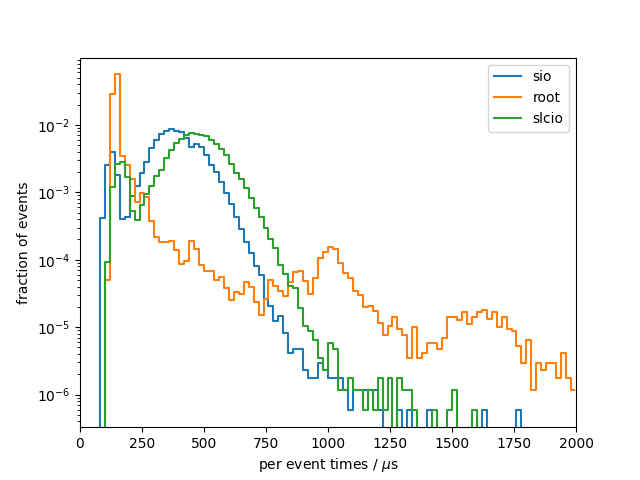 sio
root
slcio
10⁻²
10⁻³
10⁻⁴
10⁻⁵
10⁻⁶
fraction of events
0 250 500 750 1000 1250 1500 1750 2000
per event times / μs